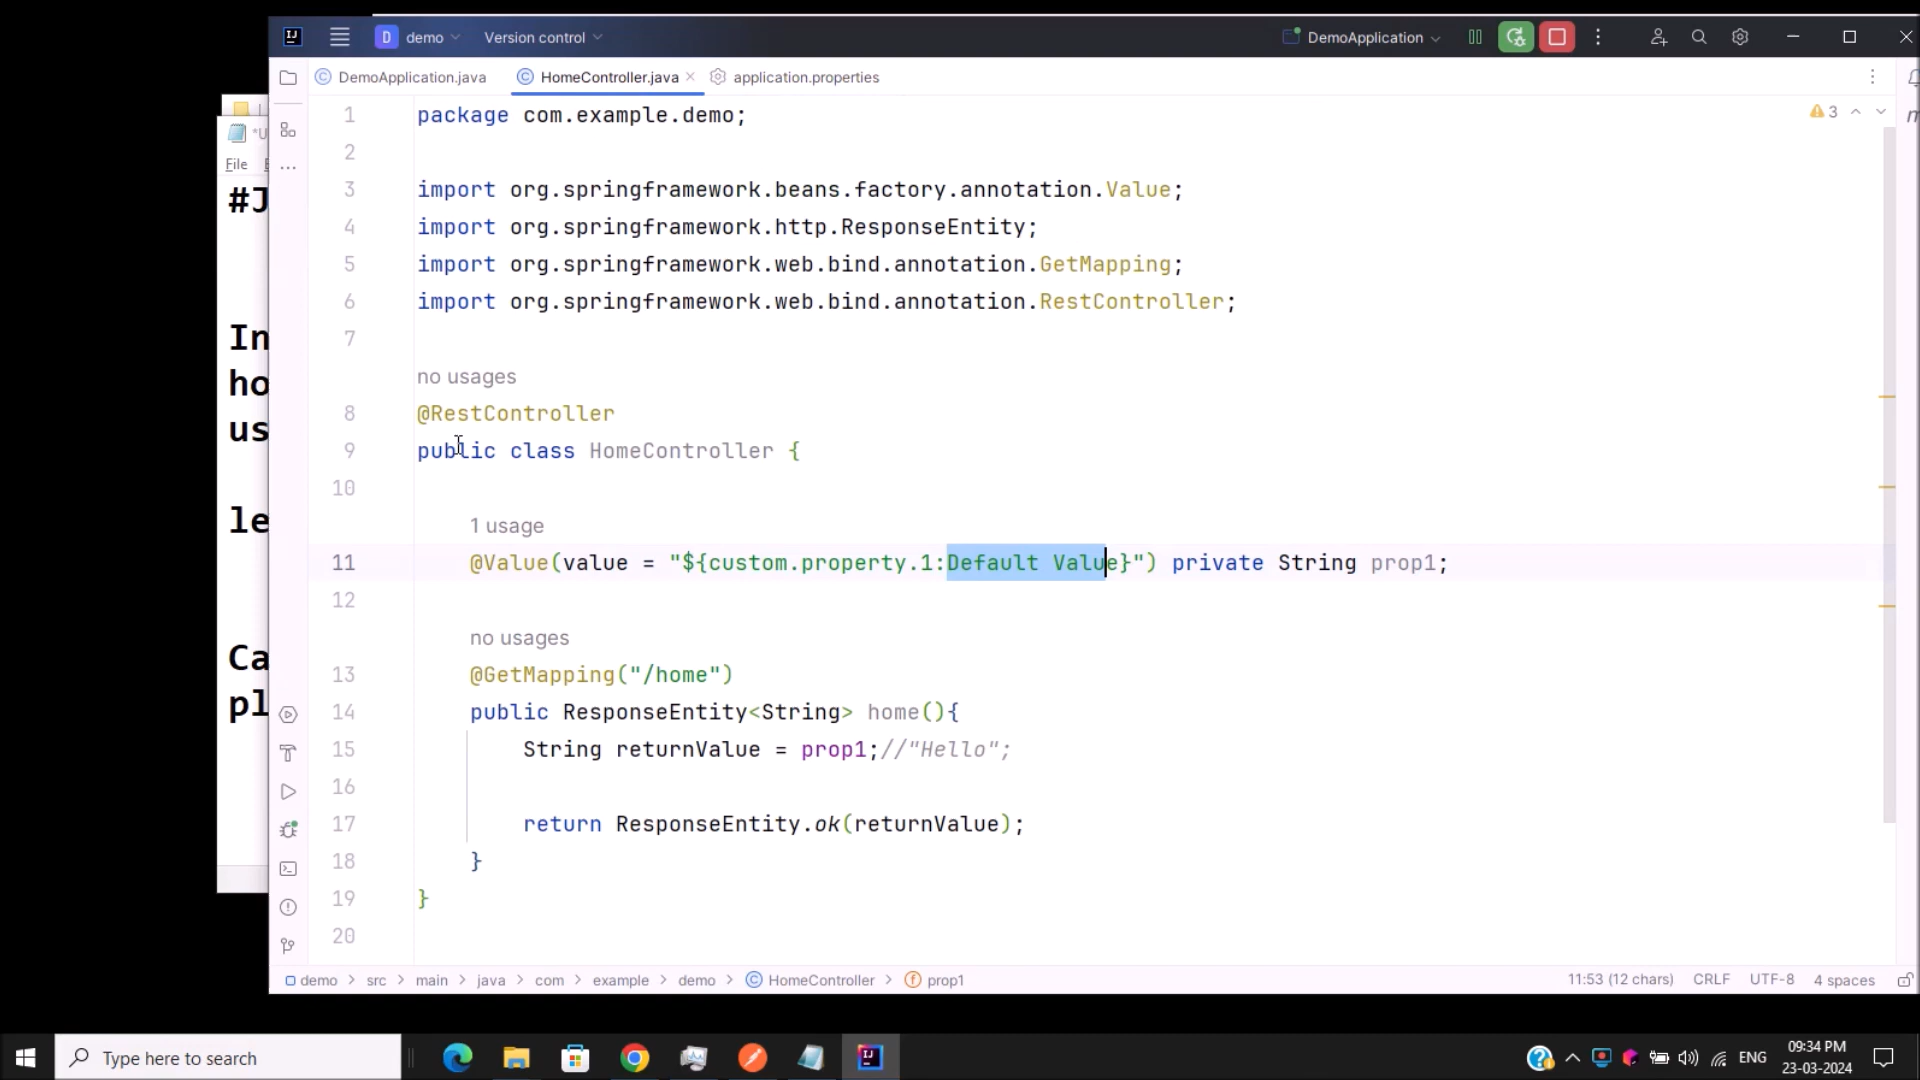 IJ D demo Version control DemoApplication
DemoApplication.java HomeController.java application.properties
3
1 package com.example.demo;
2
3 import org.springframework.beans.factory.annotation.Value;
4 import org.springframework.http.ResponseEntity;
5 import org.springframework.web.bind.annotation.GetMapping;
6 import org.springframework.web.bind.annotation.RestController;
7
no usages
8 @RestController
9 public class HomeController {
10
1 usage
11 @Value(value = "${custom.property.1:Default Value}") private String prop1;
12
no usages
13 @GetMapping("/home")
14 public ResponseEntity<String> home(){
15 String returnValue = prop1;//"Hello";
16
17 return ResponseEntity.ok(returnValue);
18 }
19 }
20
demo > src > main > java > com > example > demo > HomeController > prop1
11:53 (12 chars) CRLF UTF-8 4 spaces
*U
File
#J
In
ho
us
le
Ca
pl
Type here to search
ENG
09:34 PM
23-03-2024